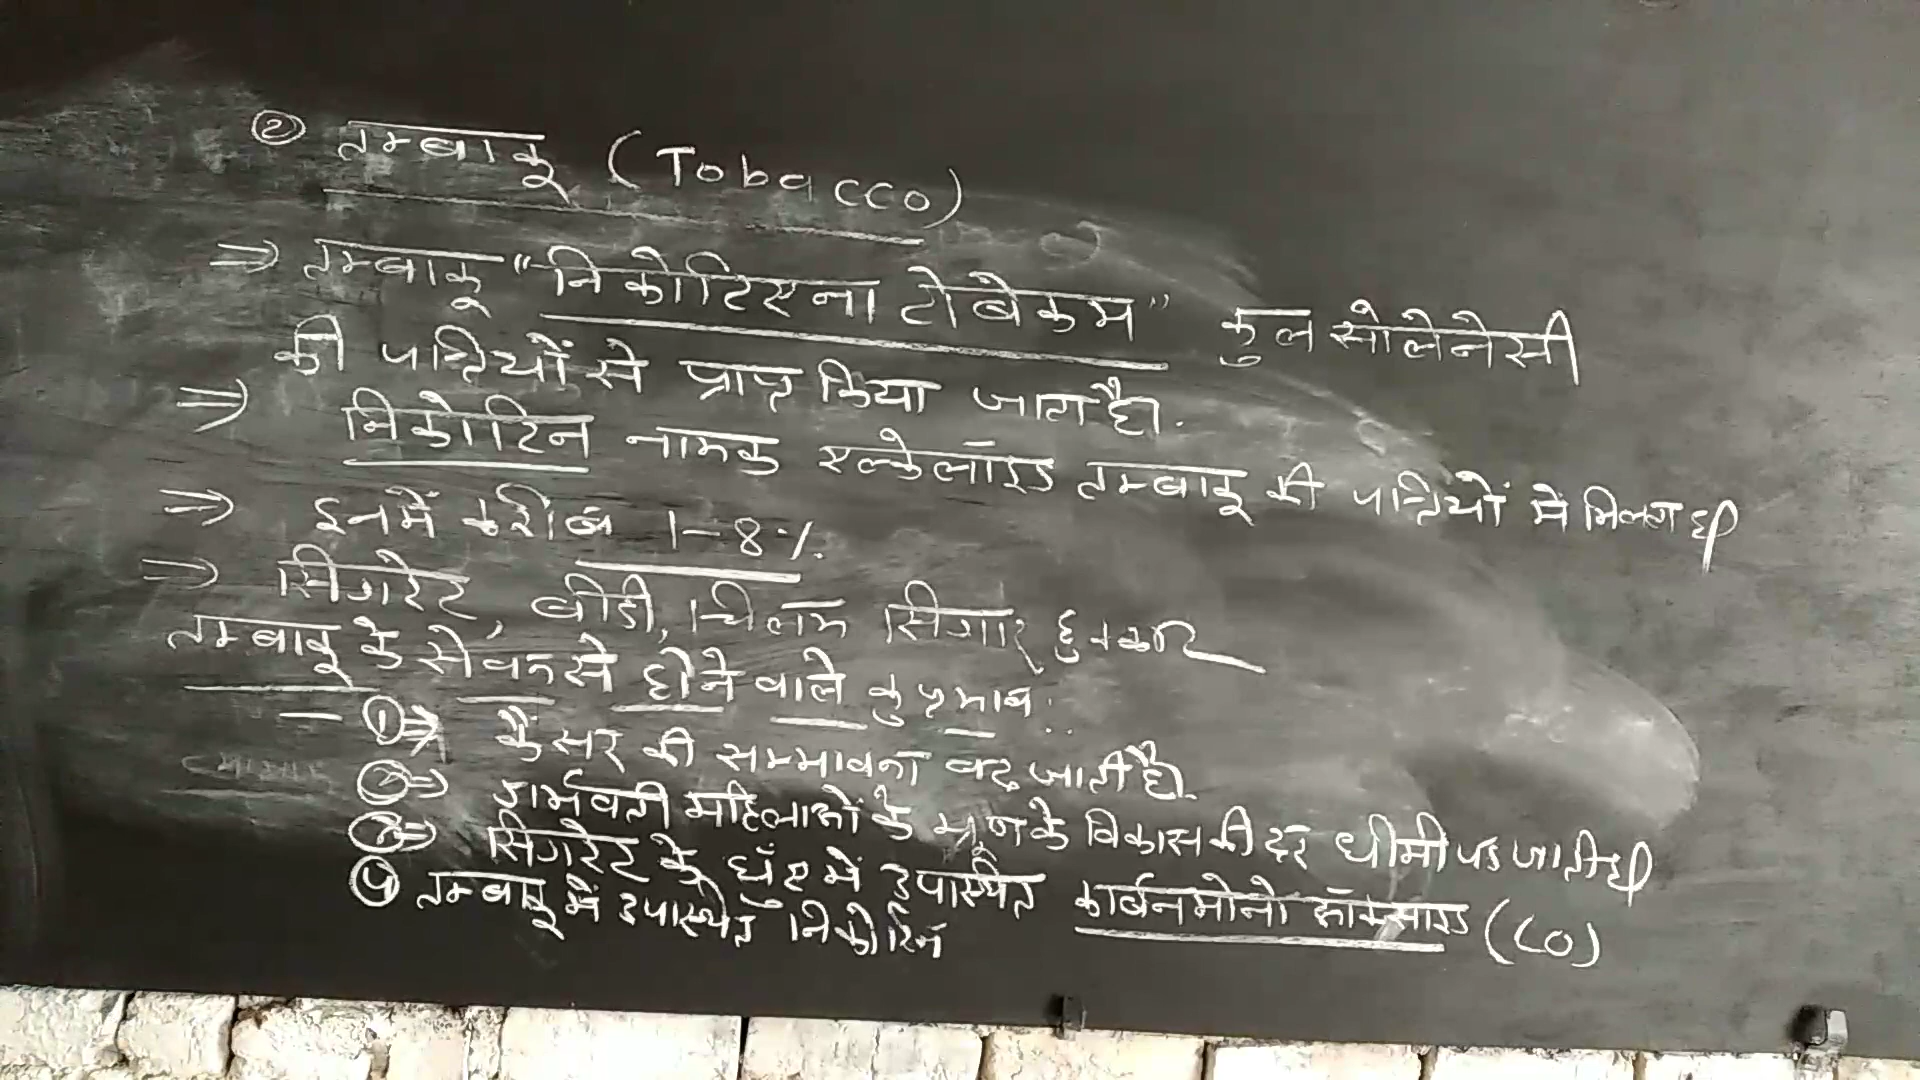 ② तम्बाकू (Tobacco)
⇒ तम्बाकू "निकोटिएना टोबैकम" कुल सोलेनेसी
की पत्तियों से प्राप्त किया जाता है।
⇒ निकोटिन नामक एल्केलॉइड तम्बाकू की पत्तियों में मिलता है।
⇒ इनमें करीब 1-8%.
⇒ सिगरेट, बीडी, चिलम सिगार,
तम्बाकू के सेवन से होने वाले कुप्रभाव :
① ⇒ कैंसर की सम्भावना बढ़ जाती है।
② ⇒ गर्भवती महिलाओं के भ्रूण के विकास की दर धीमी पड जाती है।
③ ⇒ सिगरेट के धुँए में उपस्थित कार्बनमोनो ऑक्साइड (CO)
④ तम्बाकू में उपस्थित निकोटिन